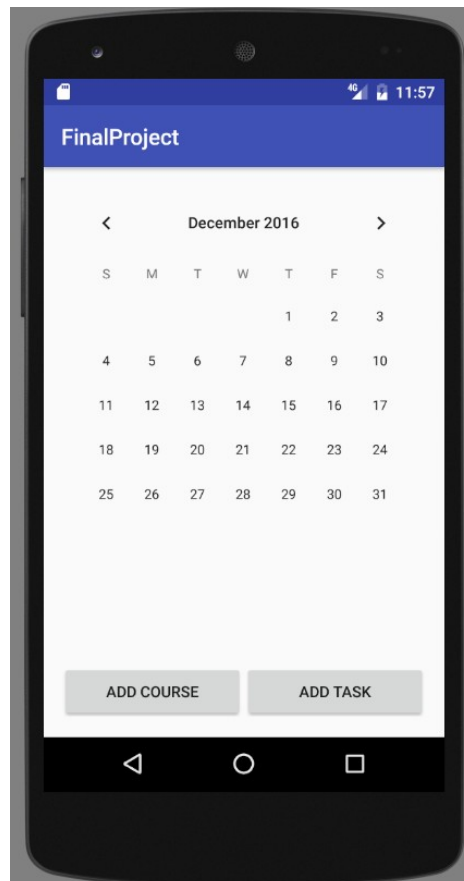 4G 11:57
FinalProject
December 2016
S M T W T F S
1 2 3
4 5 6 7 8 9 10
11 12 13 14 15 16 17
18 19 20 21 22 23 24
25 26 27 28 29 30 31
ADD COURSE ADD TASK